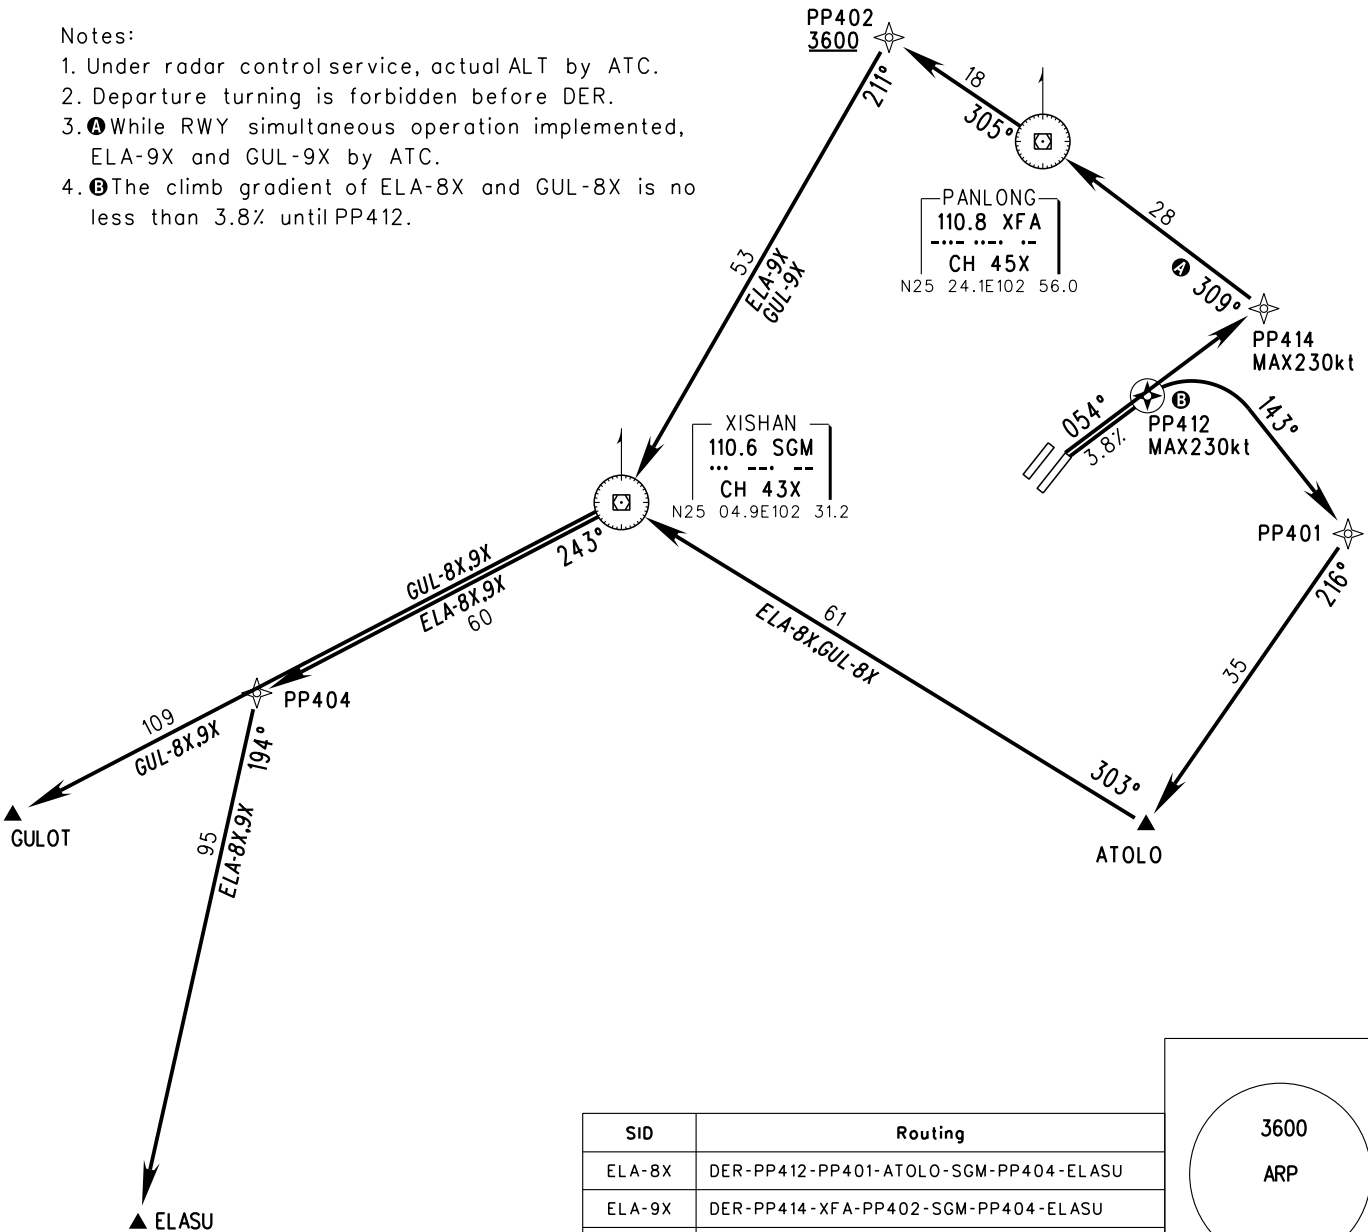 Notes:
1. Under radar control service, actual ALT by ATC.
2. Departure turning is forbidden before DER.
3. A While RWY simultaneous operation implemented,
ELA-9X and GUL-9X by ATC.
4. B The climb gradient of ELA-8X and GUL-8X is no
less than 3.8% until PP412.
PP402
3600
211°
18
305°
PANLONG
110.8 XFA
CH 45X
N25 24.1E102 56.0
28
A 309°
PP414
MAX230kt
53
ELA-9X
GUL-9X
054°
3.8%
B
PP412
MAX230kt
143°
XISHAN
110.6 SGM
CH 43X
N25 04.9E102 31.2
PP401
216°
35
243°
GUL-8X,9X
ELA-8X,9X
60
61
ELA-8X,GUL-8X
303°
ATOLO
PP404
109
GUL-8X,9X
194°
GULOT
95
ELA-8X,9X
ELASU
SID Routing
ELA-8X DER-PP412-PP401-ATOLO-SGM-PP404-ELASU
ELA-9X DER-PP414-XFA-PP402-SGM-PP404-ELASU
3600
ARP